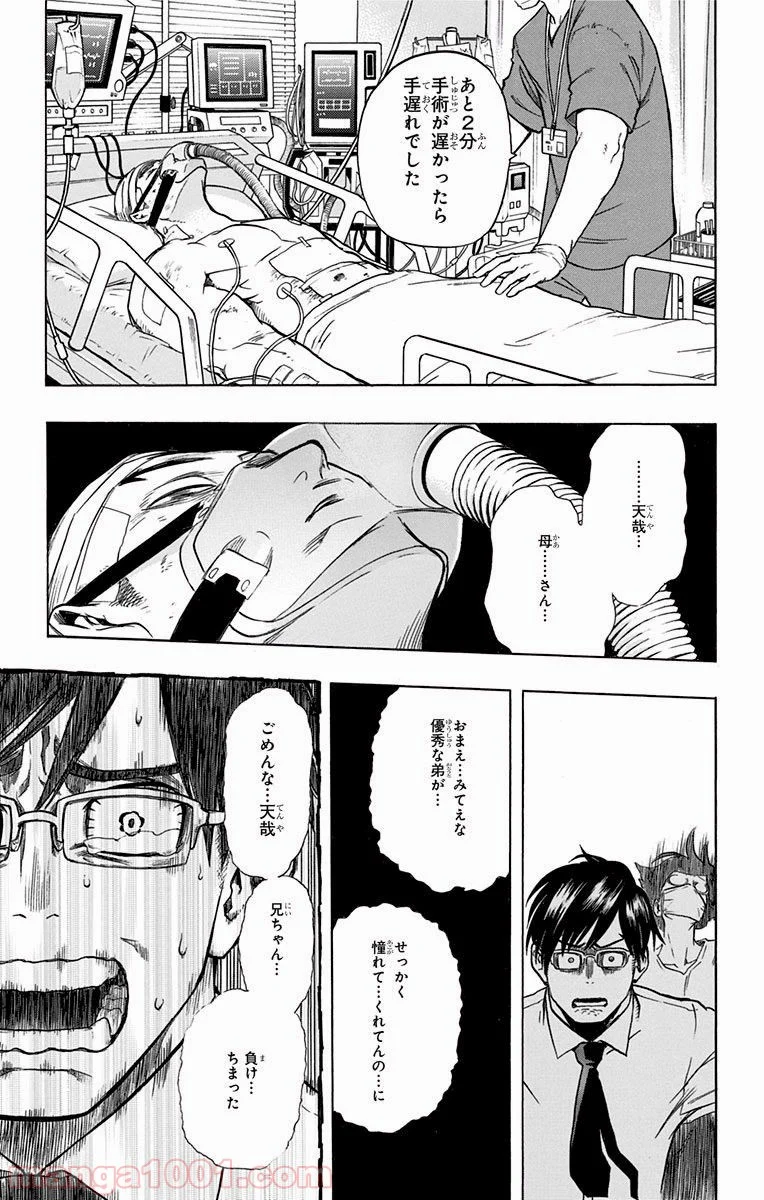 あと2分
手術が遅かったら
手遅れでした
………天哉…
母……さん…
おまえ…みてえな
優秀な弟が…
せっかく
憧れて…くれてんの…に
ごめんな…天哉
兄ちゃん…
負け…
ちまった
manga1001.com